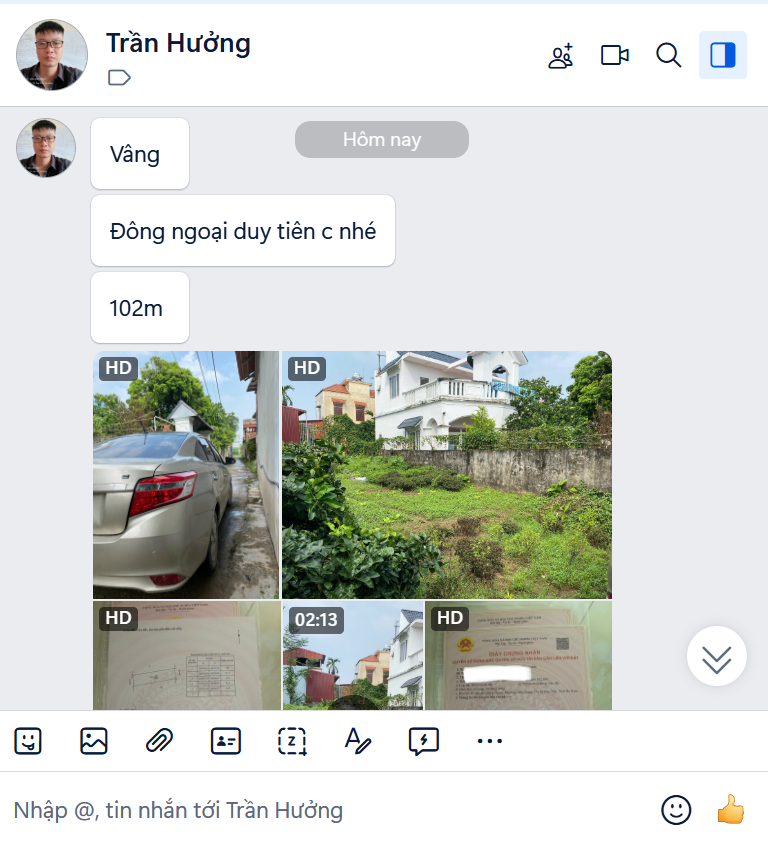 Trần Hưởng
Hôm nay
Vâng
Đông ngoại duy tiên c nhé
102m
HD
HD
HD
02:13
HD
GIẤY CHỨNG NHẬN
Nhập @, tin nhắn tới Trần Hưởng